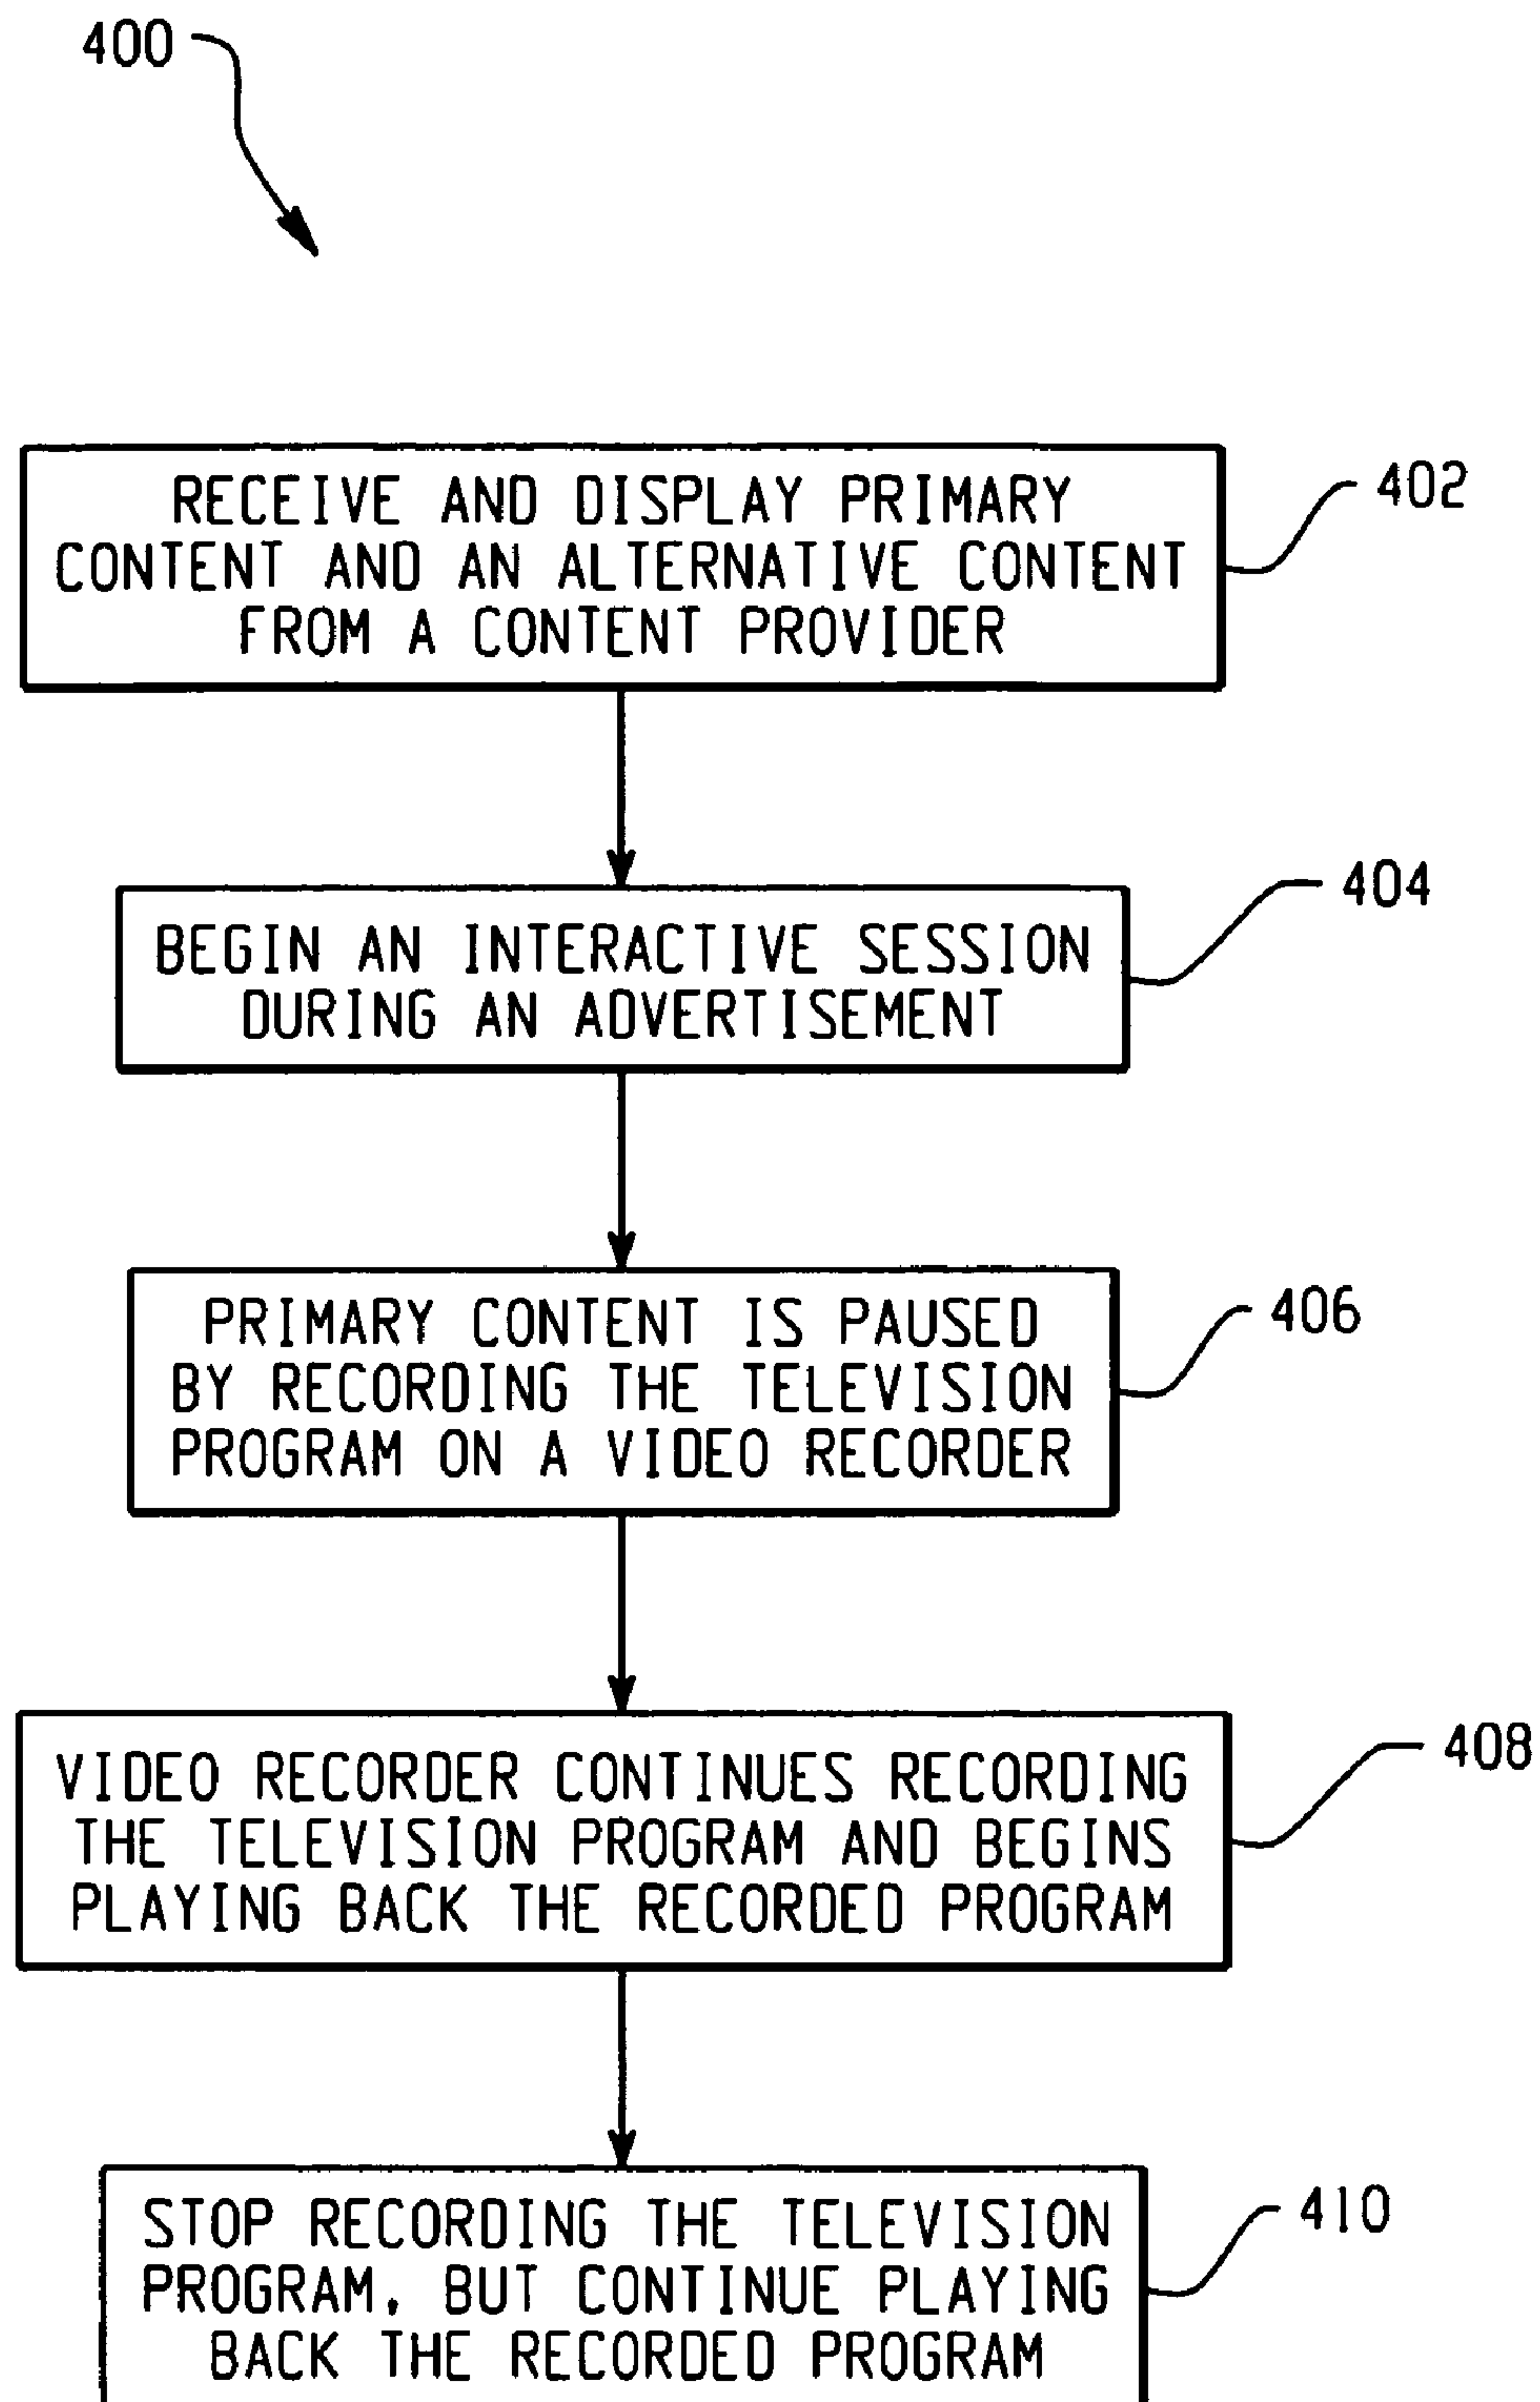 400
RECEIVE AND DISPLAY PRIMARY
CONTENT AND AN ALTERNATIVE CONTENT
FROM A CONTENT PROVIDER
402
BEGIN AN INTERACTIVE SESSION
DURING AN ADVERTISEMENT
404
PRIMARY CONTENT IS PAUSED
BY RECORDING THE TELEVISION
PROGRAM ON A VIDEO RECORDER
406
VIDEO RECORDER CONTINUES RECORDING
THE TELEVISION PROGRAM AND BEGINS
PLAYING BACK THE RECORDED PROGRAM
408
STOP RECORDING THE TELEVISION
PROGRAM, BUT CONTINUE PLAYING
BACK THE RECORDED PROGRAM
410